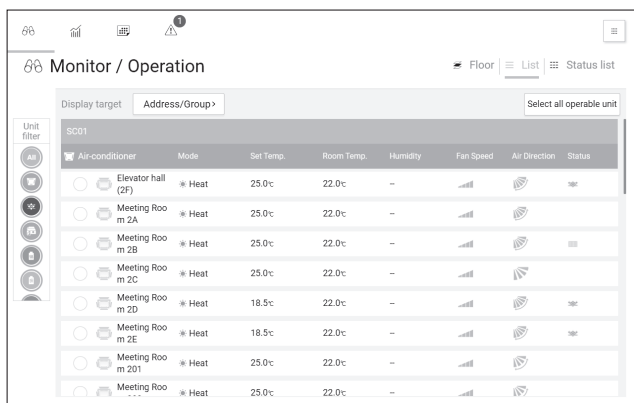 1
Monitor / Operation
Floor
List
Status list
Display target
Address/Group>
Select all operable unit
Unit
filter
All
SC01
Air-conditioner Mode Set Temp. Room Temp. Humidity Fan Speed Air Direction Status
Elevator hall
(2F)
Heat 25.0℃ 22.0℃ --
Meeting Roo
m 2A
Heat 25.0℃ 22.0℃ --
Meeting Roo
m 2B
Heat 25.0℃ 22.0℃ --
Meeting Roo
m 2C
Heat 25.0℃ 22.0℃ --
Meeting Roo
m 2D
Heat 18.5℃ 22.0℃ --
Meeting Roo
m 2E
Heat 18.5℃ 22.0℃ --
Meeting Roo
m 201
Heat 25.0℃ 22.0℃ --
Meeting Roo
Heat 25.0℃ 22.0℃ --